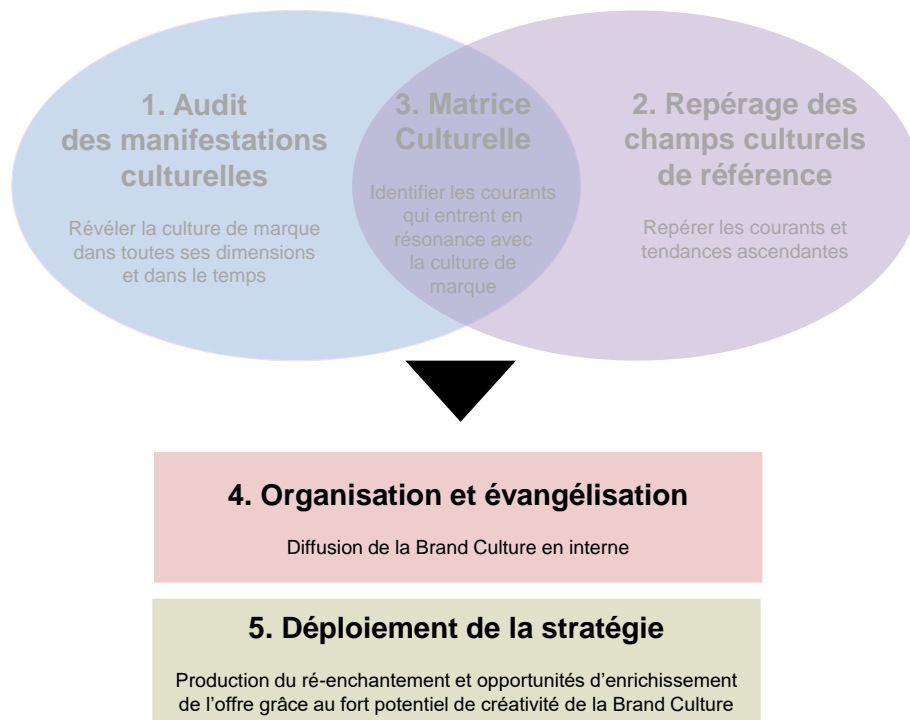 1. Audit
des manifestations
culturelles
Révéler la culture de marque
dans toutes ses dimensions
et dans le temps
3. Matrice
Culturelle
Identifier les courants
qui entrent en
résonance avec
la culture de
marque
2. Repérage des
champs culturels
de référence
Repérer les courants et
tendances ascendantes
4. Organisation et évangélisation
Diffusion de la Brand Culture en interne
5. Déploiement de la stratégie
Production du ré-enchantement et opportunités d’enrichissement
de l’offre grâce au fort potentiel de créativité de la Brand Culture